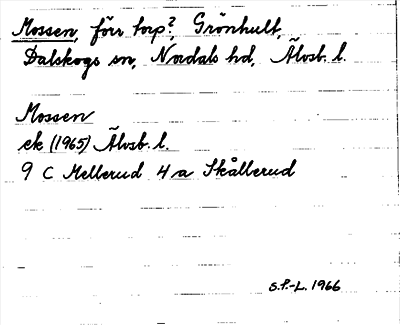 Mossen, förr torp?, Grönhult,
Dalskogs sn, Nordals hd, Älvsb. l.
Mossen
ek (1965) Älvsb. l.
9 C Mellerud 4 a Skållerud
S.P.-L. 1966